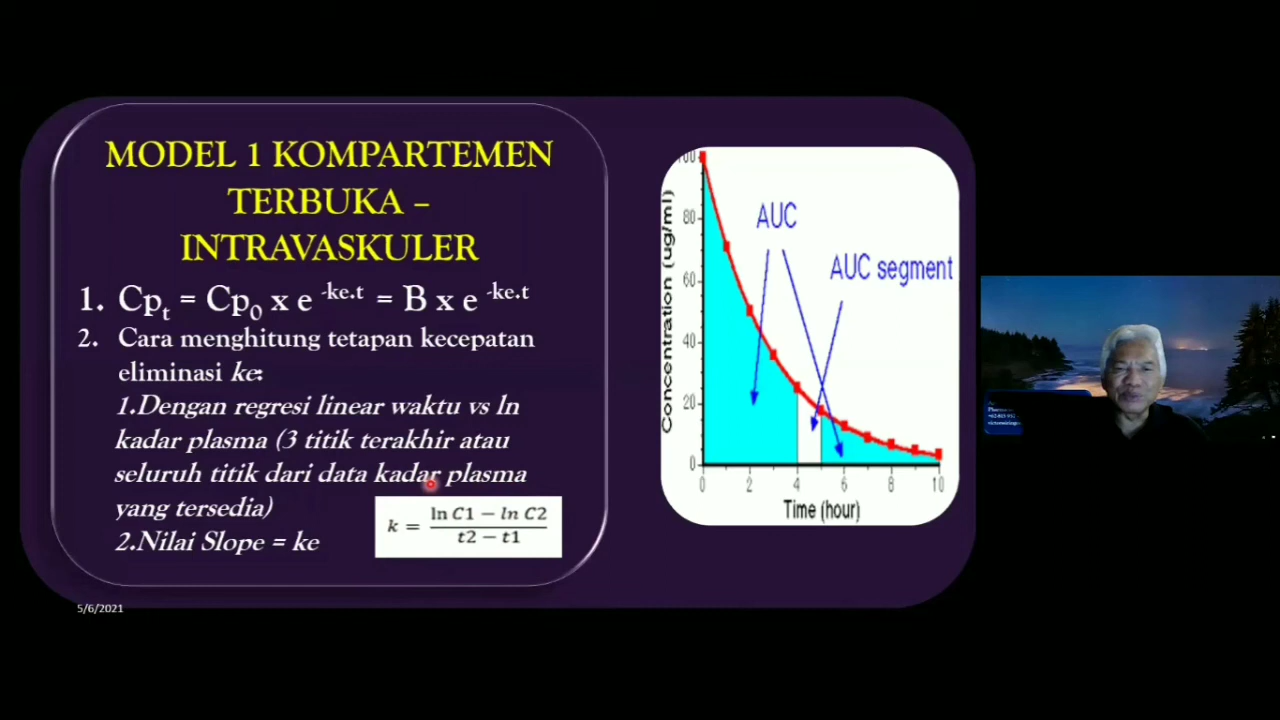 MODEL 1 KOMPARTEMEN
TERBUKA –
INTRAVASKULER
1. Cpₜ = Cp₀ x e ⁻ᵏᵉ·ᵗ = B x e ⁻ᵏᵉ·ᵗ
2. Cara menghitung tetapan kecepatan
eliminasi ke:
1.Dengan regresi linear waktu vs ln
kadar plasma (3 titik terakhir atau
seluruh titik dari data kadar plasma
yang tersedia)
2.Nilai Slope = ke
k = (ln C1 − ln C2) / (t2 − t1)
5/6/2021
Concentration (ug/ml)
80
60
40
20
0
AUC
AUC segment
0 2 4 6 8 10
Time (hour)